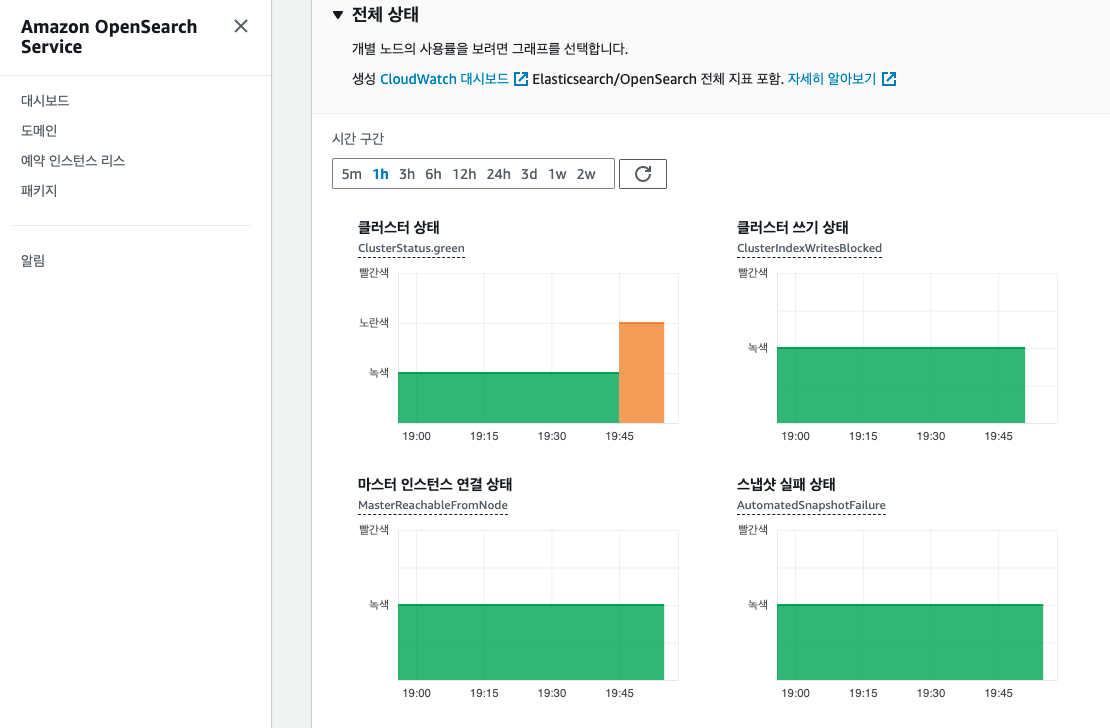 Amazon OpenSearch
Service
대시보드
도메인
예약 인스턴스 리스
패키지
알림
▼ 전체 상태
개별 노드의 사용률을 보려면 그래프를 선택합니다.
생성 CloudWatch 대시보드 Elasticsearch/OpenSearch 전체 지표 포함. 자세히 알아보기
시간 구간
5m 1h 3h 6h 12h 24h 3d 1w 2w
클러스터 상태
ClusterStatus.green
빨간색
노란색
녹색
19:00 19:15 19:30 19:45
클러스터 쓰기 상태
ClusterIndexWritesBlocked
빨간색
녹색
19:00 19:15 19:30 19:45
마스터 인스턴스 연결 상태
MasterReachableFromNode
빨간색
녹색
19:00 19:15 19:30 19:45
스냅샷 실패 상태
AutomatedSnapshotFailure
빨간색
녹색
19:00 19:15 19:30 19:45